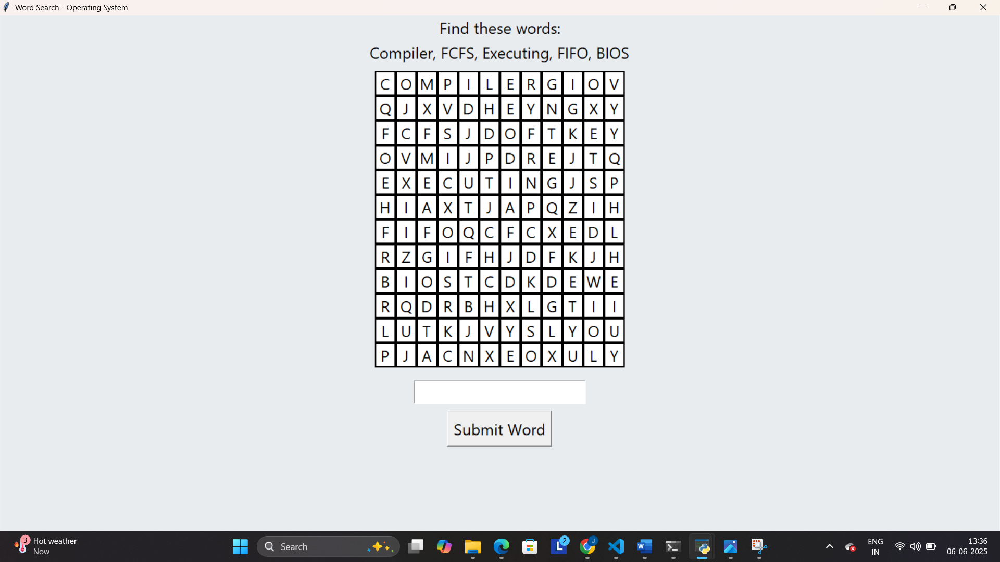 Word Search - Operating System
Find these words:
Compiler, FCFS, Executing, FIFO, BIOS
C O M P I L E R G I O V
Q J X V D H E Y N G X Y
F C F S J D O F T K E Y
O V M I J P D R E J T Q
E X E C U T I N G J S P
H I A X T J A P Q Z I H
F I F O Q C F C X E D L
R Z G I F H J D F K J H
B I O S T C D K D E W E
R Q D R B H X L G T I I
L U T K J V Y S L Y O U
P J A C N X E O X U L Y
Submit Word
3
Hot weather
Now
Search
L 2
J
W
ENG
IN
13:36
06-06-2025